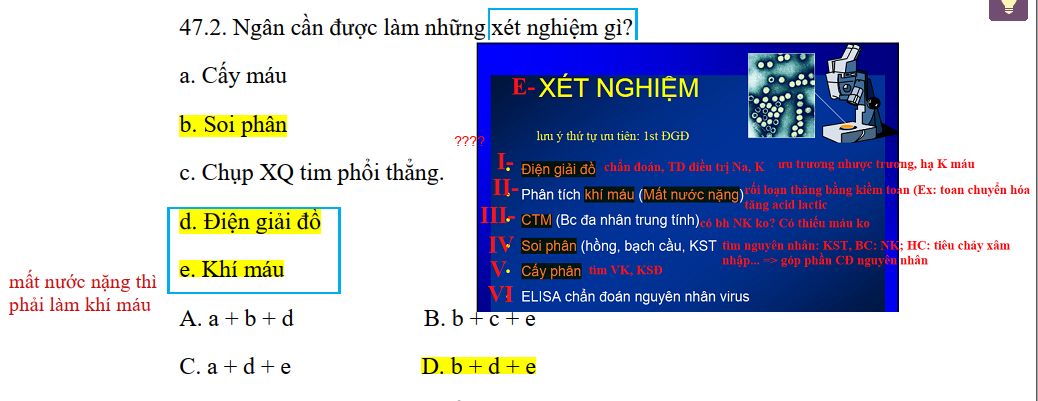 47.2. Ngân cần được làm những xét nghiệm gì?
a. Cấy máu
b. Soi phân
c. Chụp XQ tim phổi thẳng.
d. Điện giải đồ
e. Khí máu
mất nước nặng thì
phải làm khí máu
A. a + b + d
B. b + c + e
C. a + d + e
D. b + d + e
E- XÉT NGHIỆM
lưu ý thứ tự ưu tiên: 1st ĐGĐ
????
I- Điện giải đồ chẩn đoán, TD điều trị Na, K ưu trương nhược trương, hạ K máu
II- Phân tích khí máu (Mất nước nặng) rối loạn thăng bằng kiềm toan (Ex: toan chuyển hóa
tăng acid lactic
III- CTM (Bc đa nhân trung tính) có bh NK ko? Có thiếu máu ko
IV Soi phân (hồng, bạch cầu, KST tìm nguyên nhân: KST, BC: NK; HC: tiêu chảy xâm
nhập... => góp phần CĐ nguyên nhân
V- Cấy phân tìm VK, KSĐ
VI ELISA chẩn đoán nguyên nhân virus